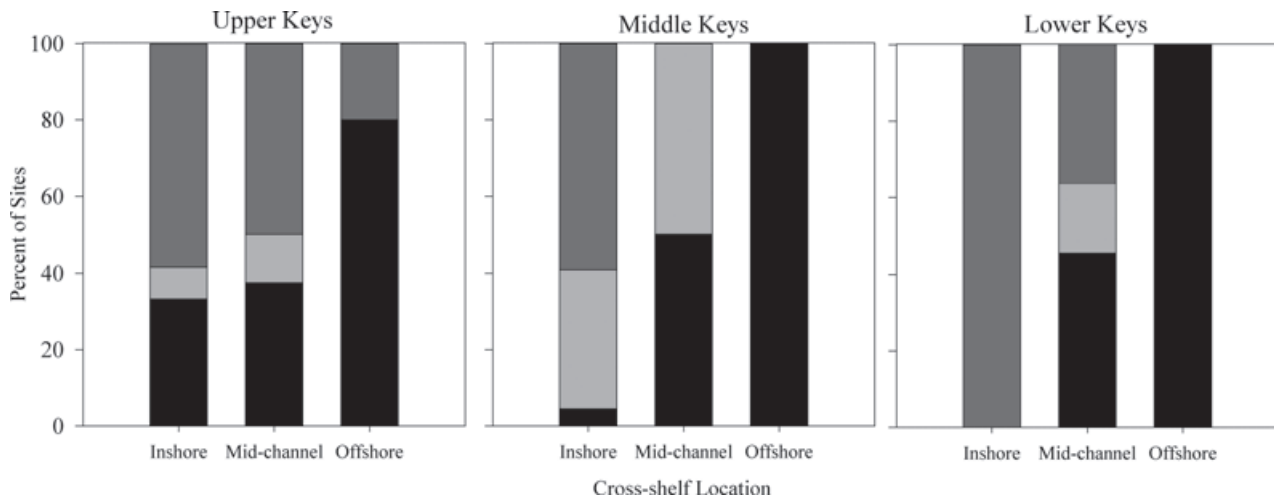 Upper Keys
Middle Keys
Lower Keys
Percent of Sites
100
80
60
40
20
0
Inshore Mid-channel Offshore
Inshore Mid-channel Offshore
Inshore Mid-channel Offshore
Cross-shelf Location